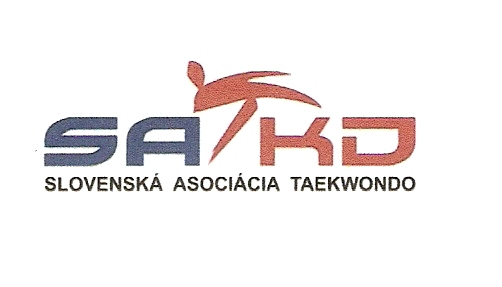 SATKD
SLOVENSKÁ ASOCIÁCIA TAEKWONDO